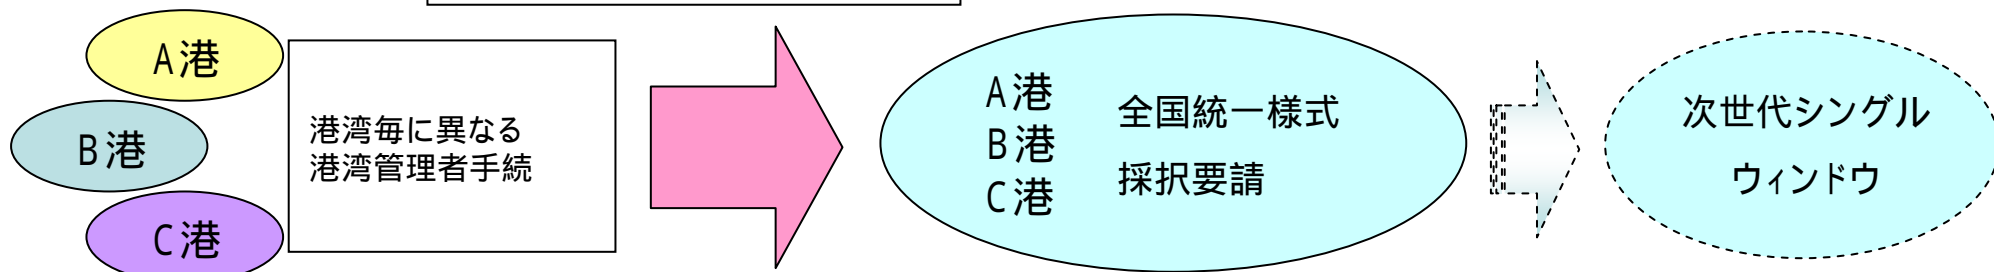 A港
B港
C港
港湾毎に異なる
港湾管理者手続
A港
B港
C港
全国統一様式
採択要請
次世代シングル
ウィンドウ